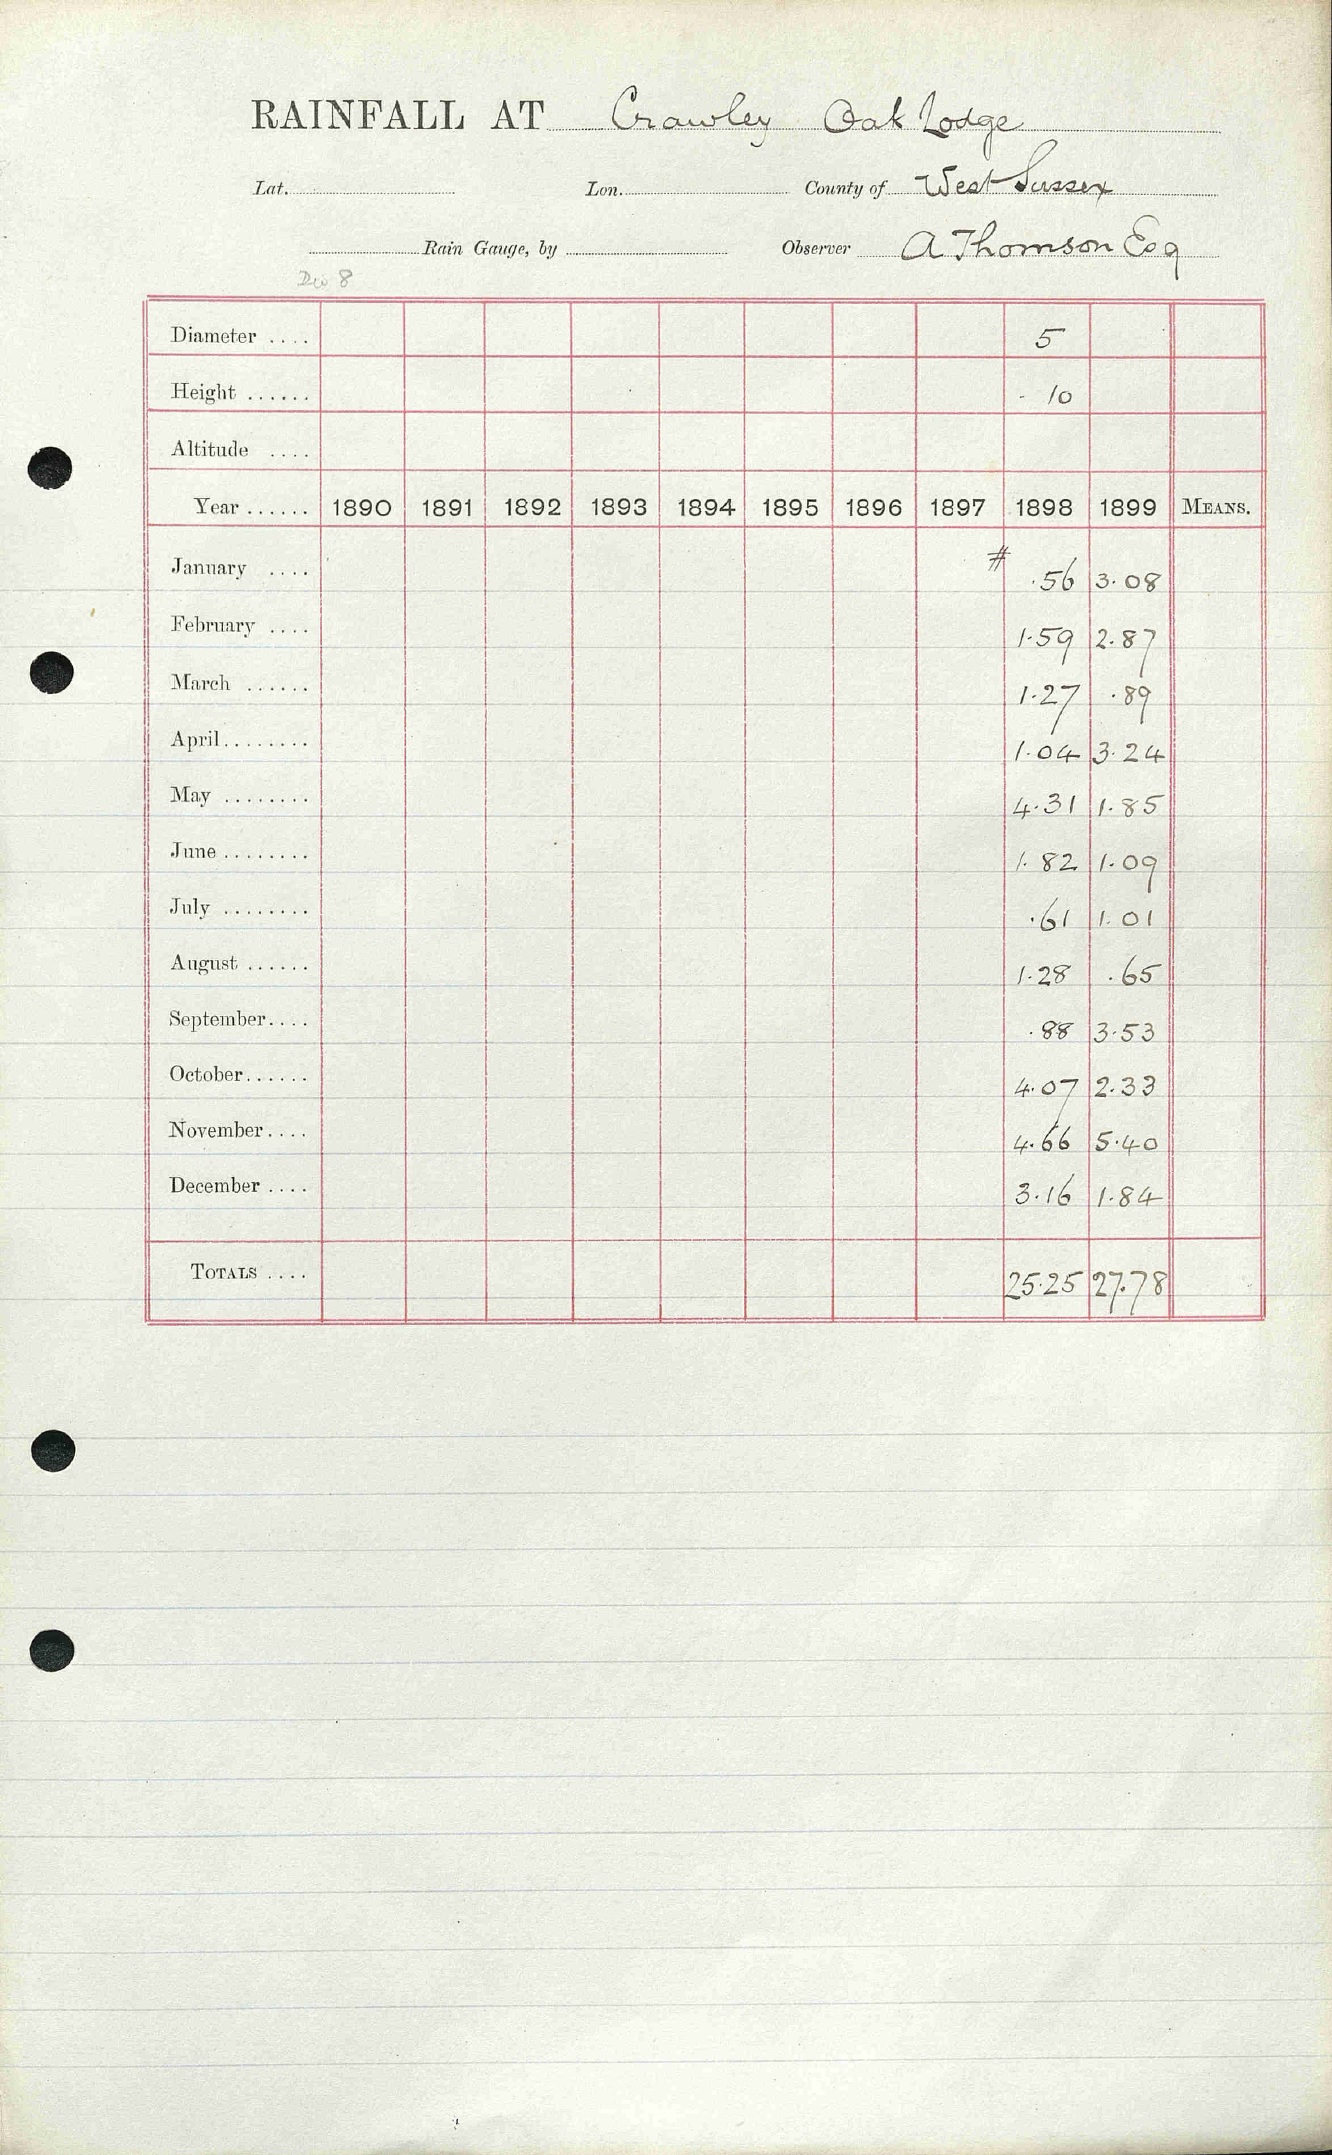 RAINFALL AT Crawley Oak Lodge
Lat. Lon. County of West Sussex
Rain Gauge, by Observer A Thomson Esq
Div 8
Diameter .... 5
Height ...... 10
Altitude ....
Year ...... 1890 1891 1892 1893 1894 1895 1896 1897 1898 1899 MEANS.
January .... # .56 3.08
February .... 1.59 2.87
March ...... 1.27 .89
April ........ 1.04 3.24
May ........ 4.31 1.85
June ........ 1.82 1.09
July ........ .61 1.01
August ...... 1.28 .65
September .... .88 3.53
October ...... 4.07 2.33
November .... 4.66 5.40
December .... 3.16 1.84
TOTALS .... 25.25 27.78